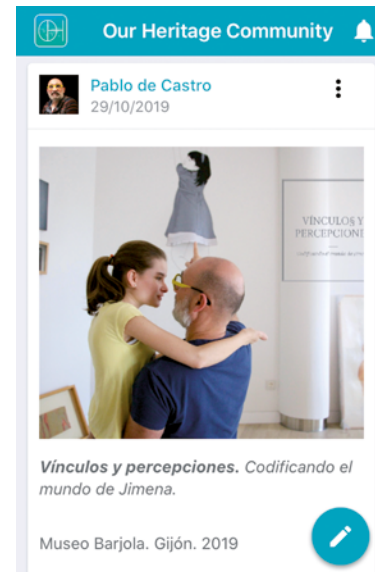 Our Heritage Community
Pablo de Castro
29/10/2019
VÍNCULOS Y
PERCEPCIONE
Vínculos y percepciones. Codificando el
mundo de Jimena.
Museo Barjola. Gijón. 2019